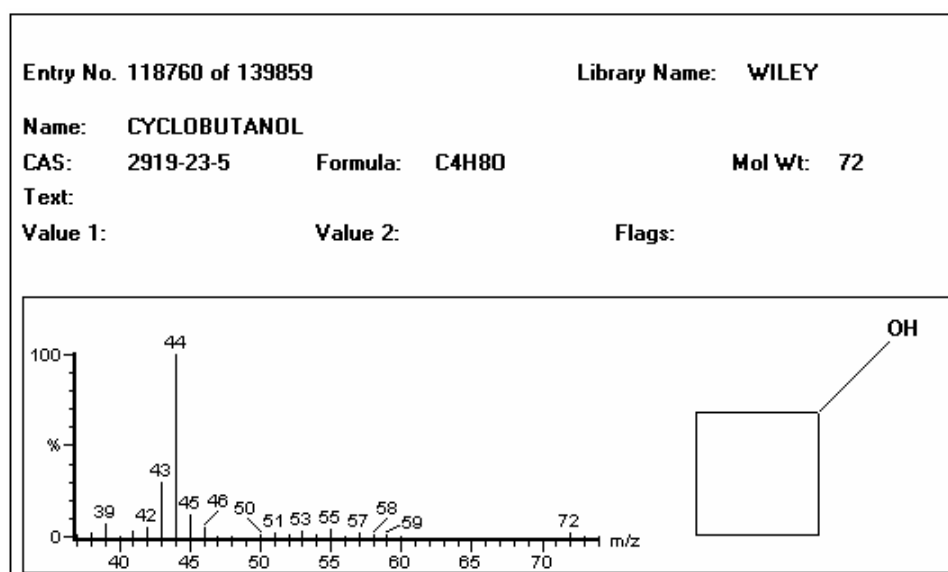 Entry No. 118760 of 139859 Library Name: WILEY
Name: CYCLOBUTANOL
CAS: 2919-23-5 Formula: C4H8O Mol Wt: 72
Text:
Value 1: Value 2: Flags:
OH
44
100
%
43
39 42 45 46 50 51 53 55 57 58 59 72
0
m/z
40 45 50 55 60 65 70